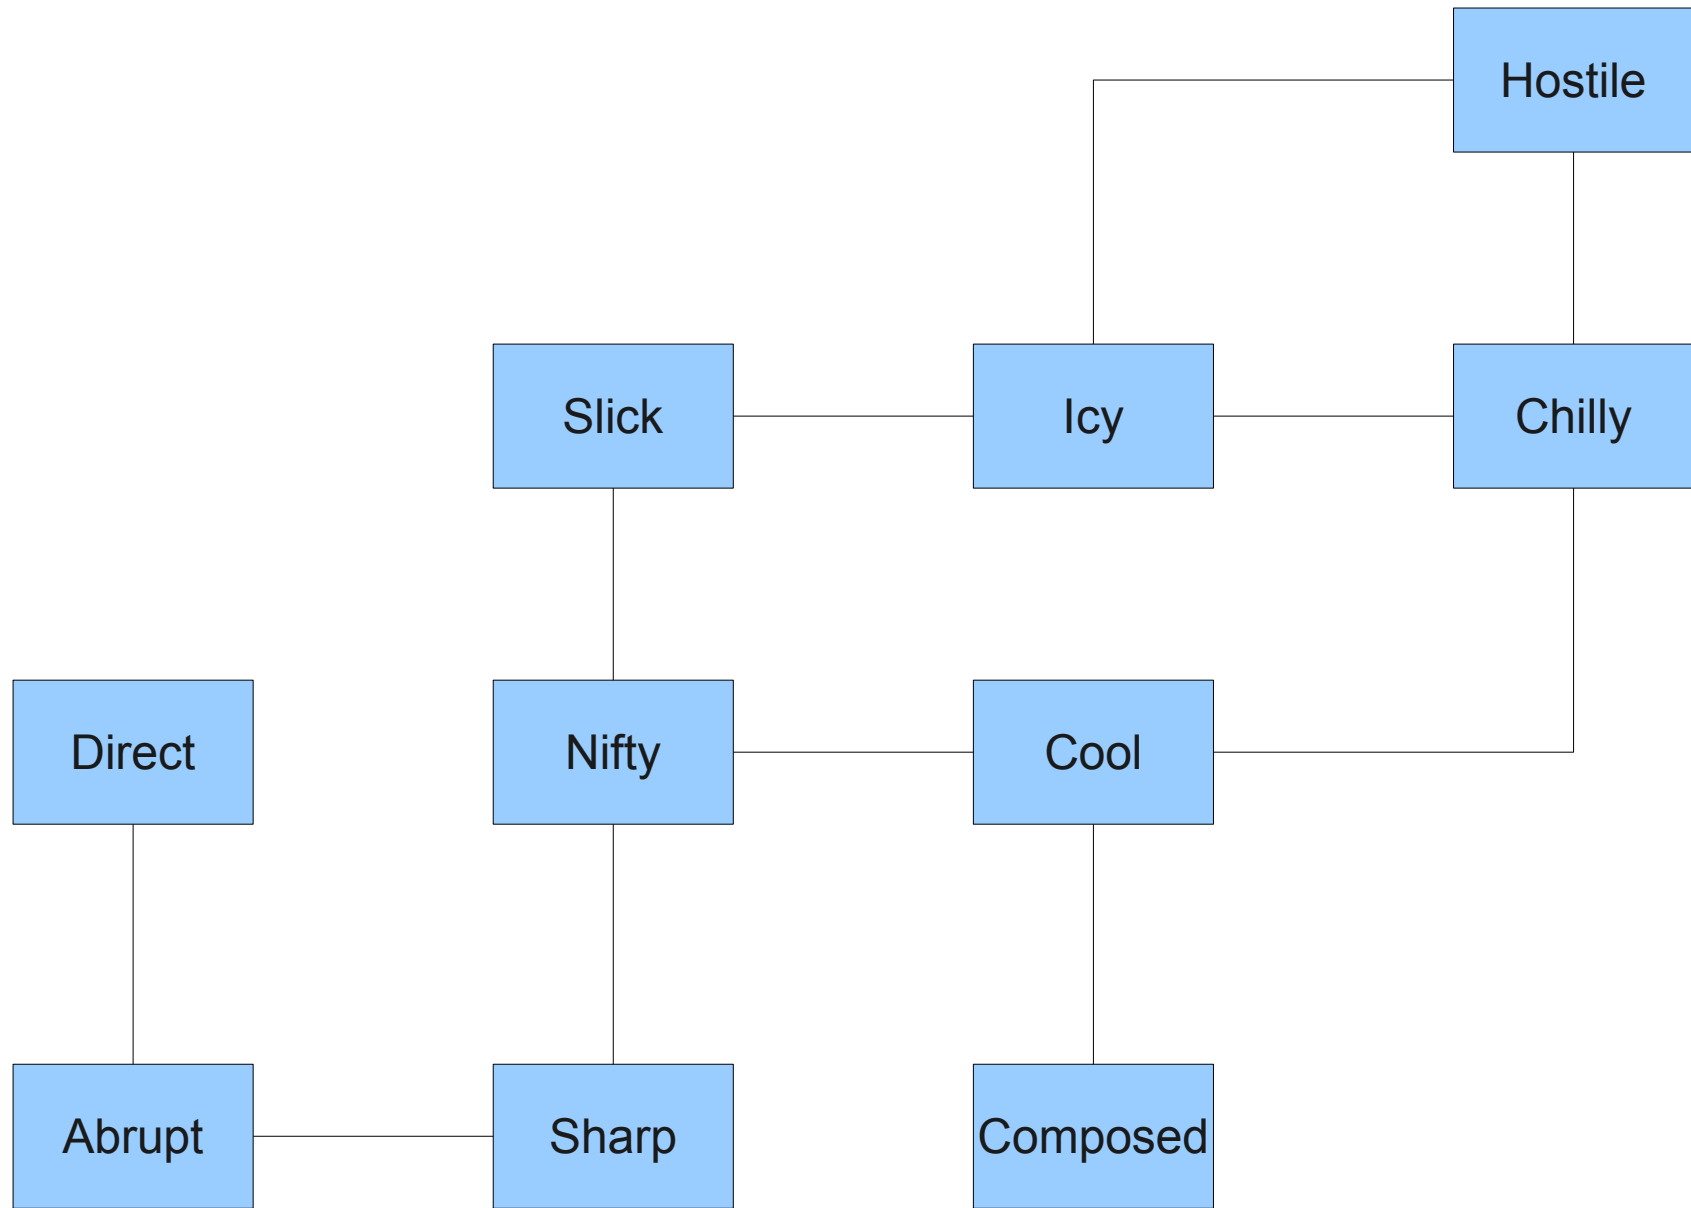 Hostile
Slick
Icy
Chilly
Direct
Nifty
Cool
Abrupt
Sharp
Composed